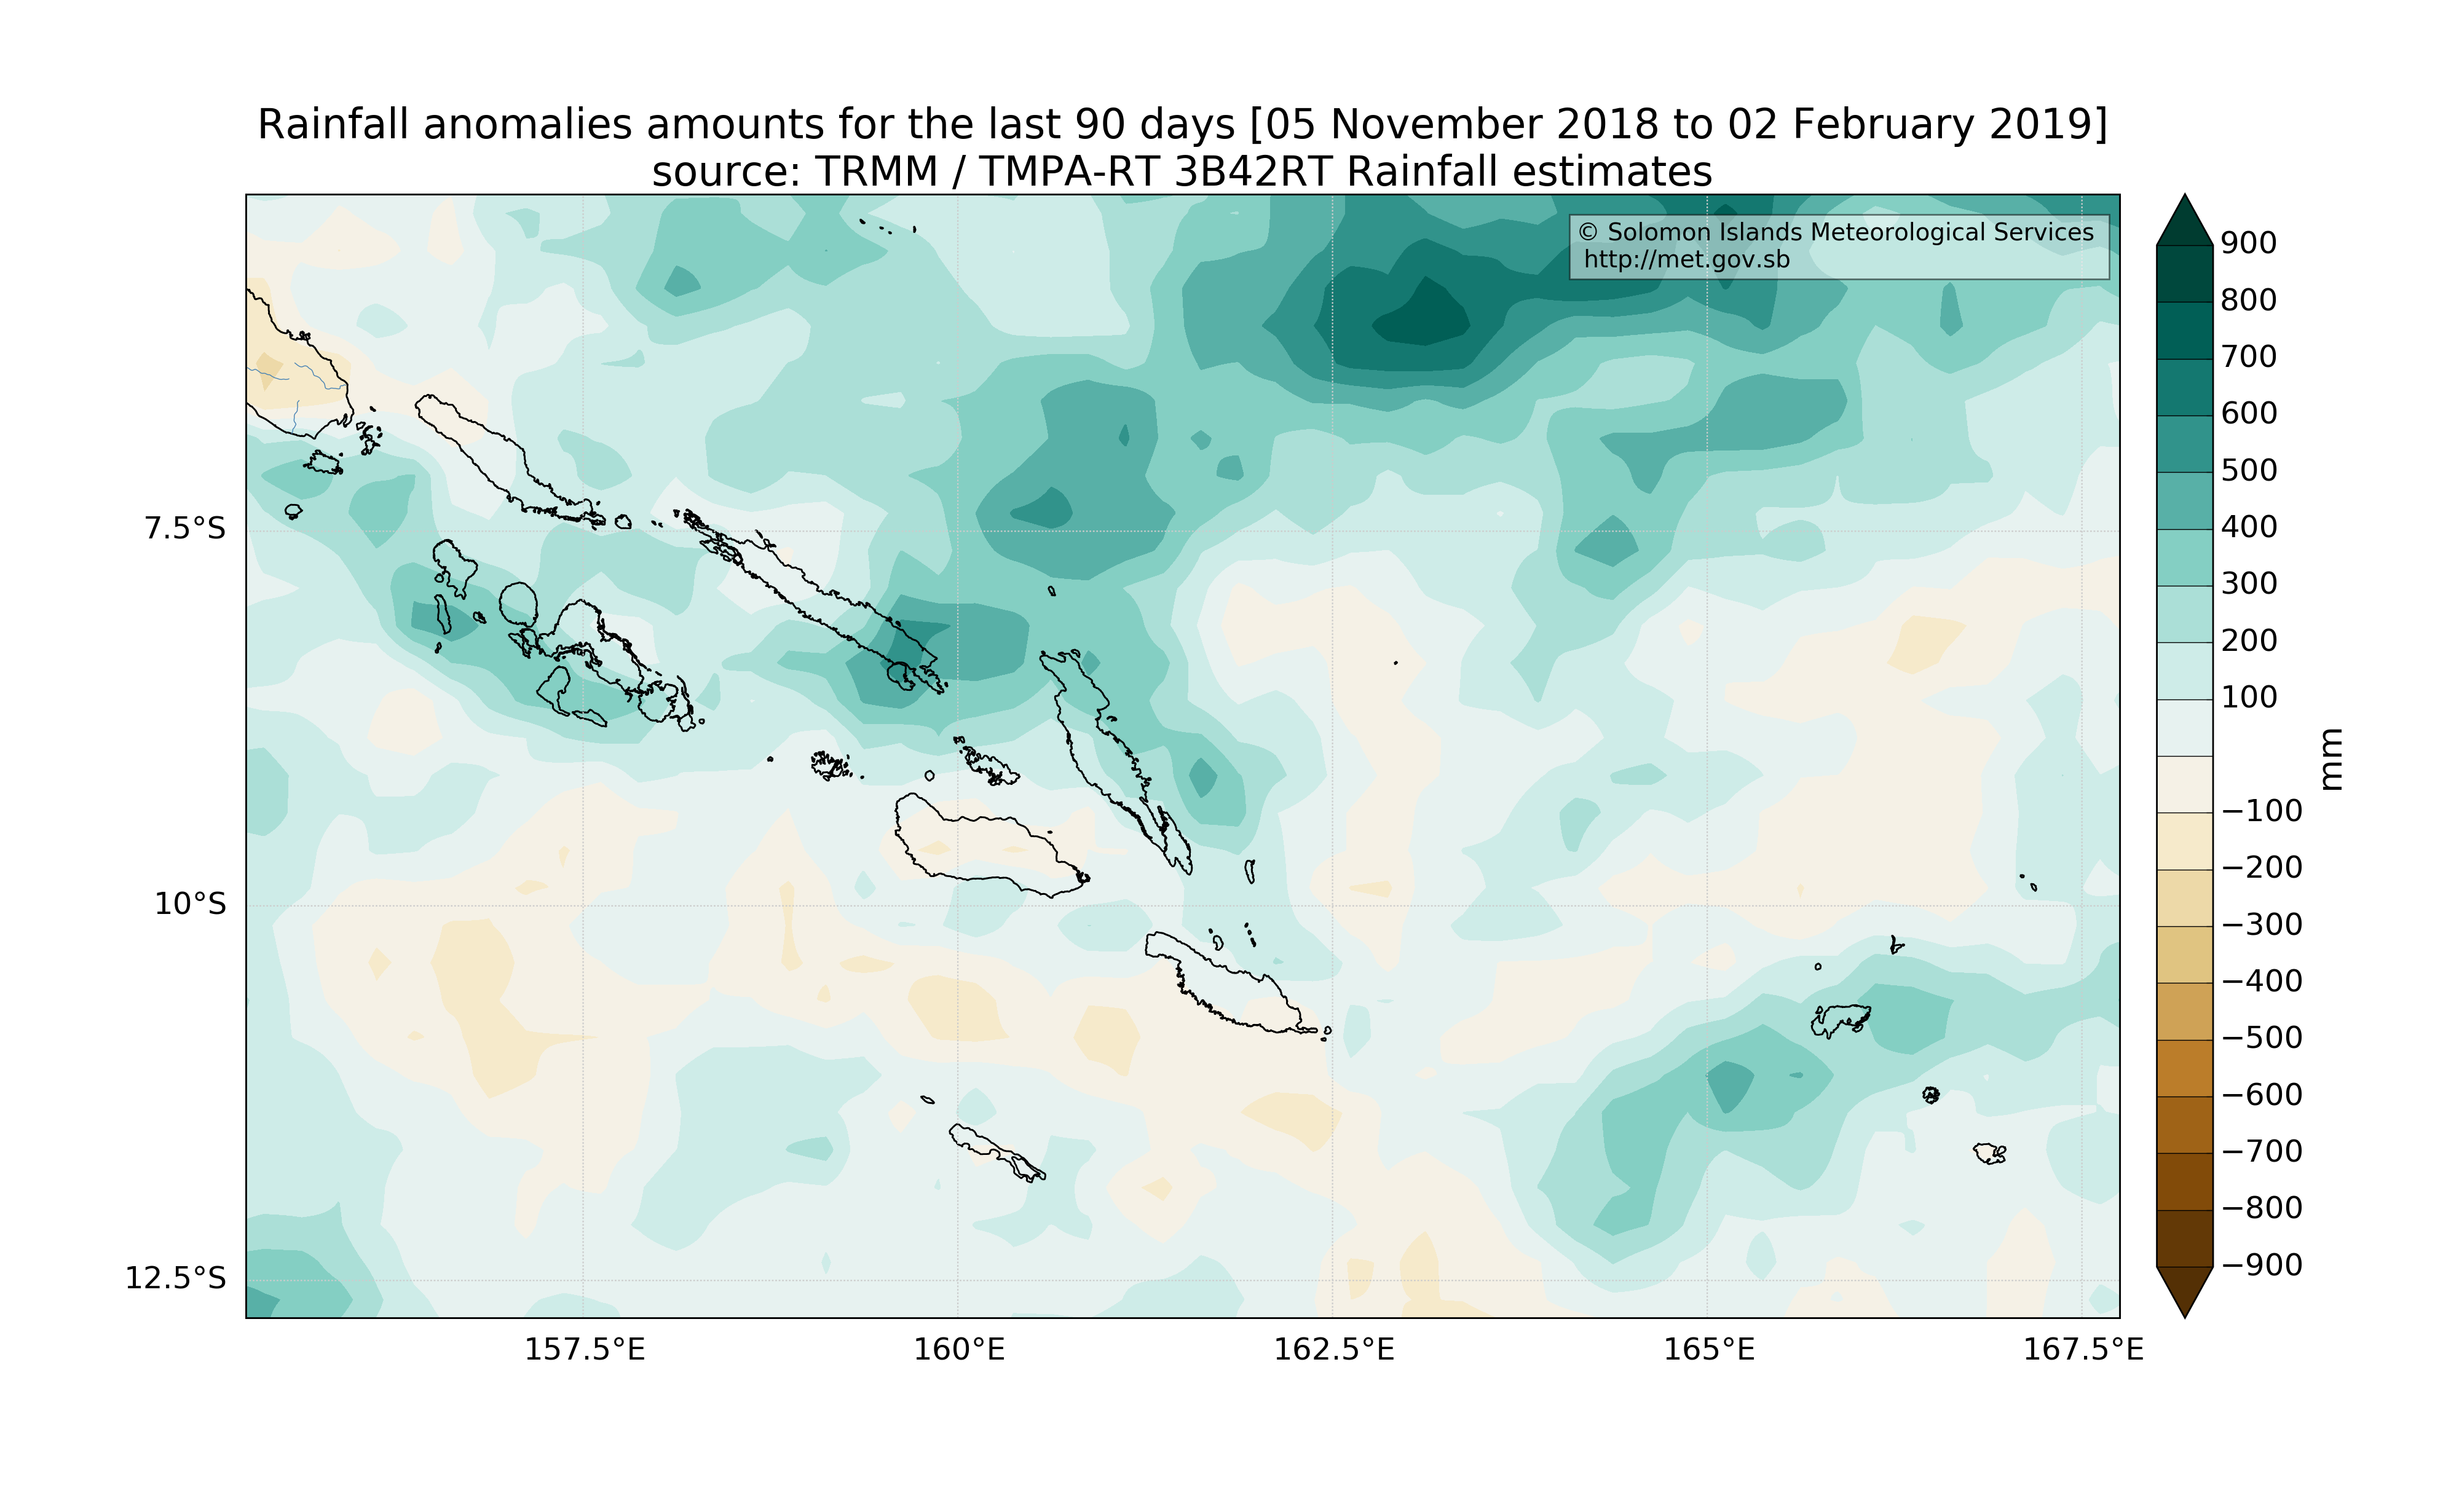 Rainfall anomalies amounts for the last 90 days [05 November 2018 to 02 February 2019]
source: TRMM / TMPA-RT 3B42RT Rainfall estimates
© Solomon Islands Meteorological Services
http://met.gov.sb
7.5°S
10°S
12.5°S
157.5°E
160°E
162.5°E
165°E
167.5°E
900
800
700
600
500
400
300
200
100
−100
−200
−300
−400
−500
−600
−700
−800
−900
mm